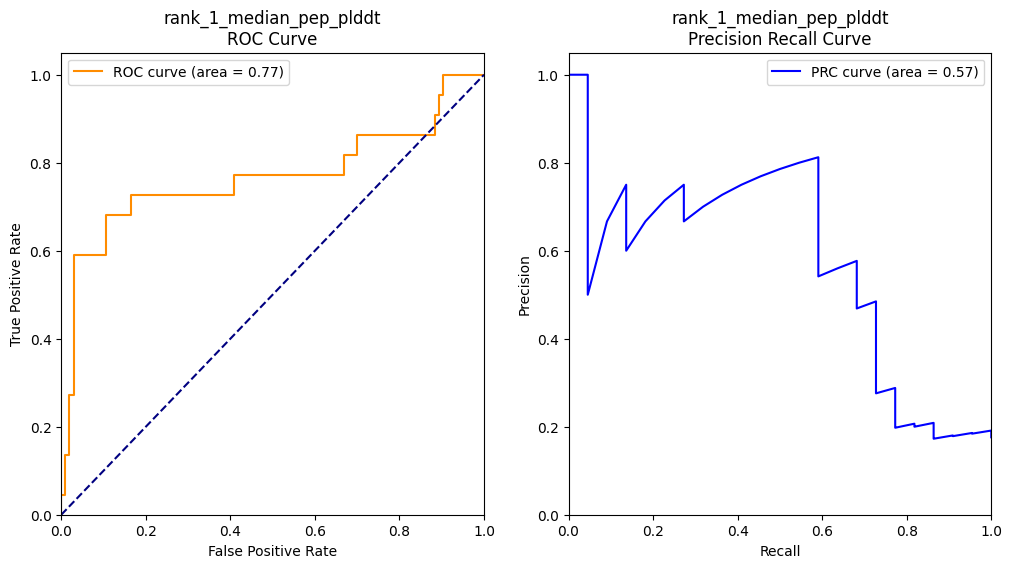 rank_1_median_pep_plddt
ROC Curve
ROC curve (area = 0.77)
True Positive Rate
1.0
0.8
0.6
0.4
0.2
0.0
0.0 0.2 0.4 0.6 0.8 1.0
False Positive Rate
rank_1_median_pep_plddt
Precision Recall Curve
PRC curve (area = 0.57)
Precision
1.0
0.8
0.6
0.4
0.2
0.0
0.0 0.2 0.4 0.6 0.8 1.0
Recall